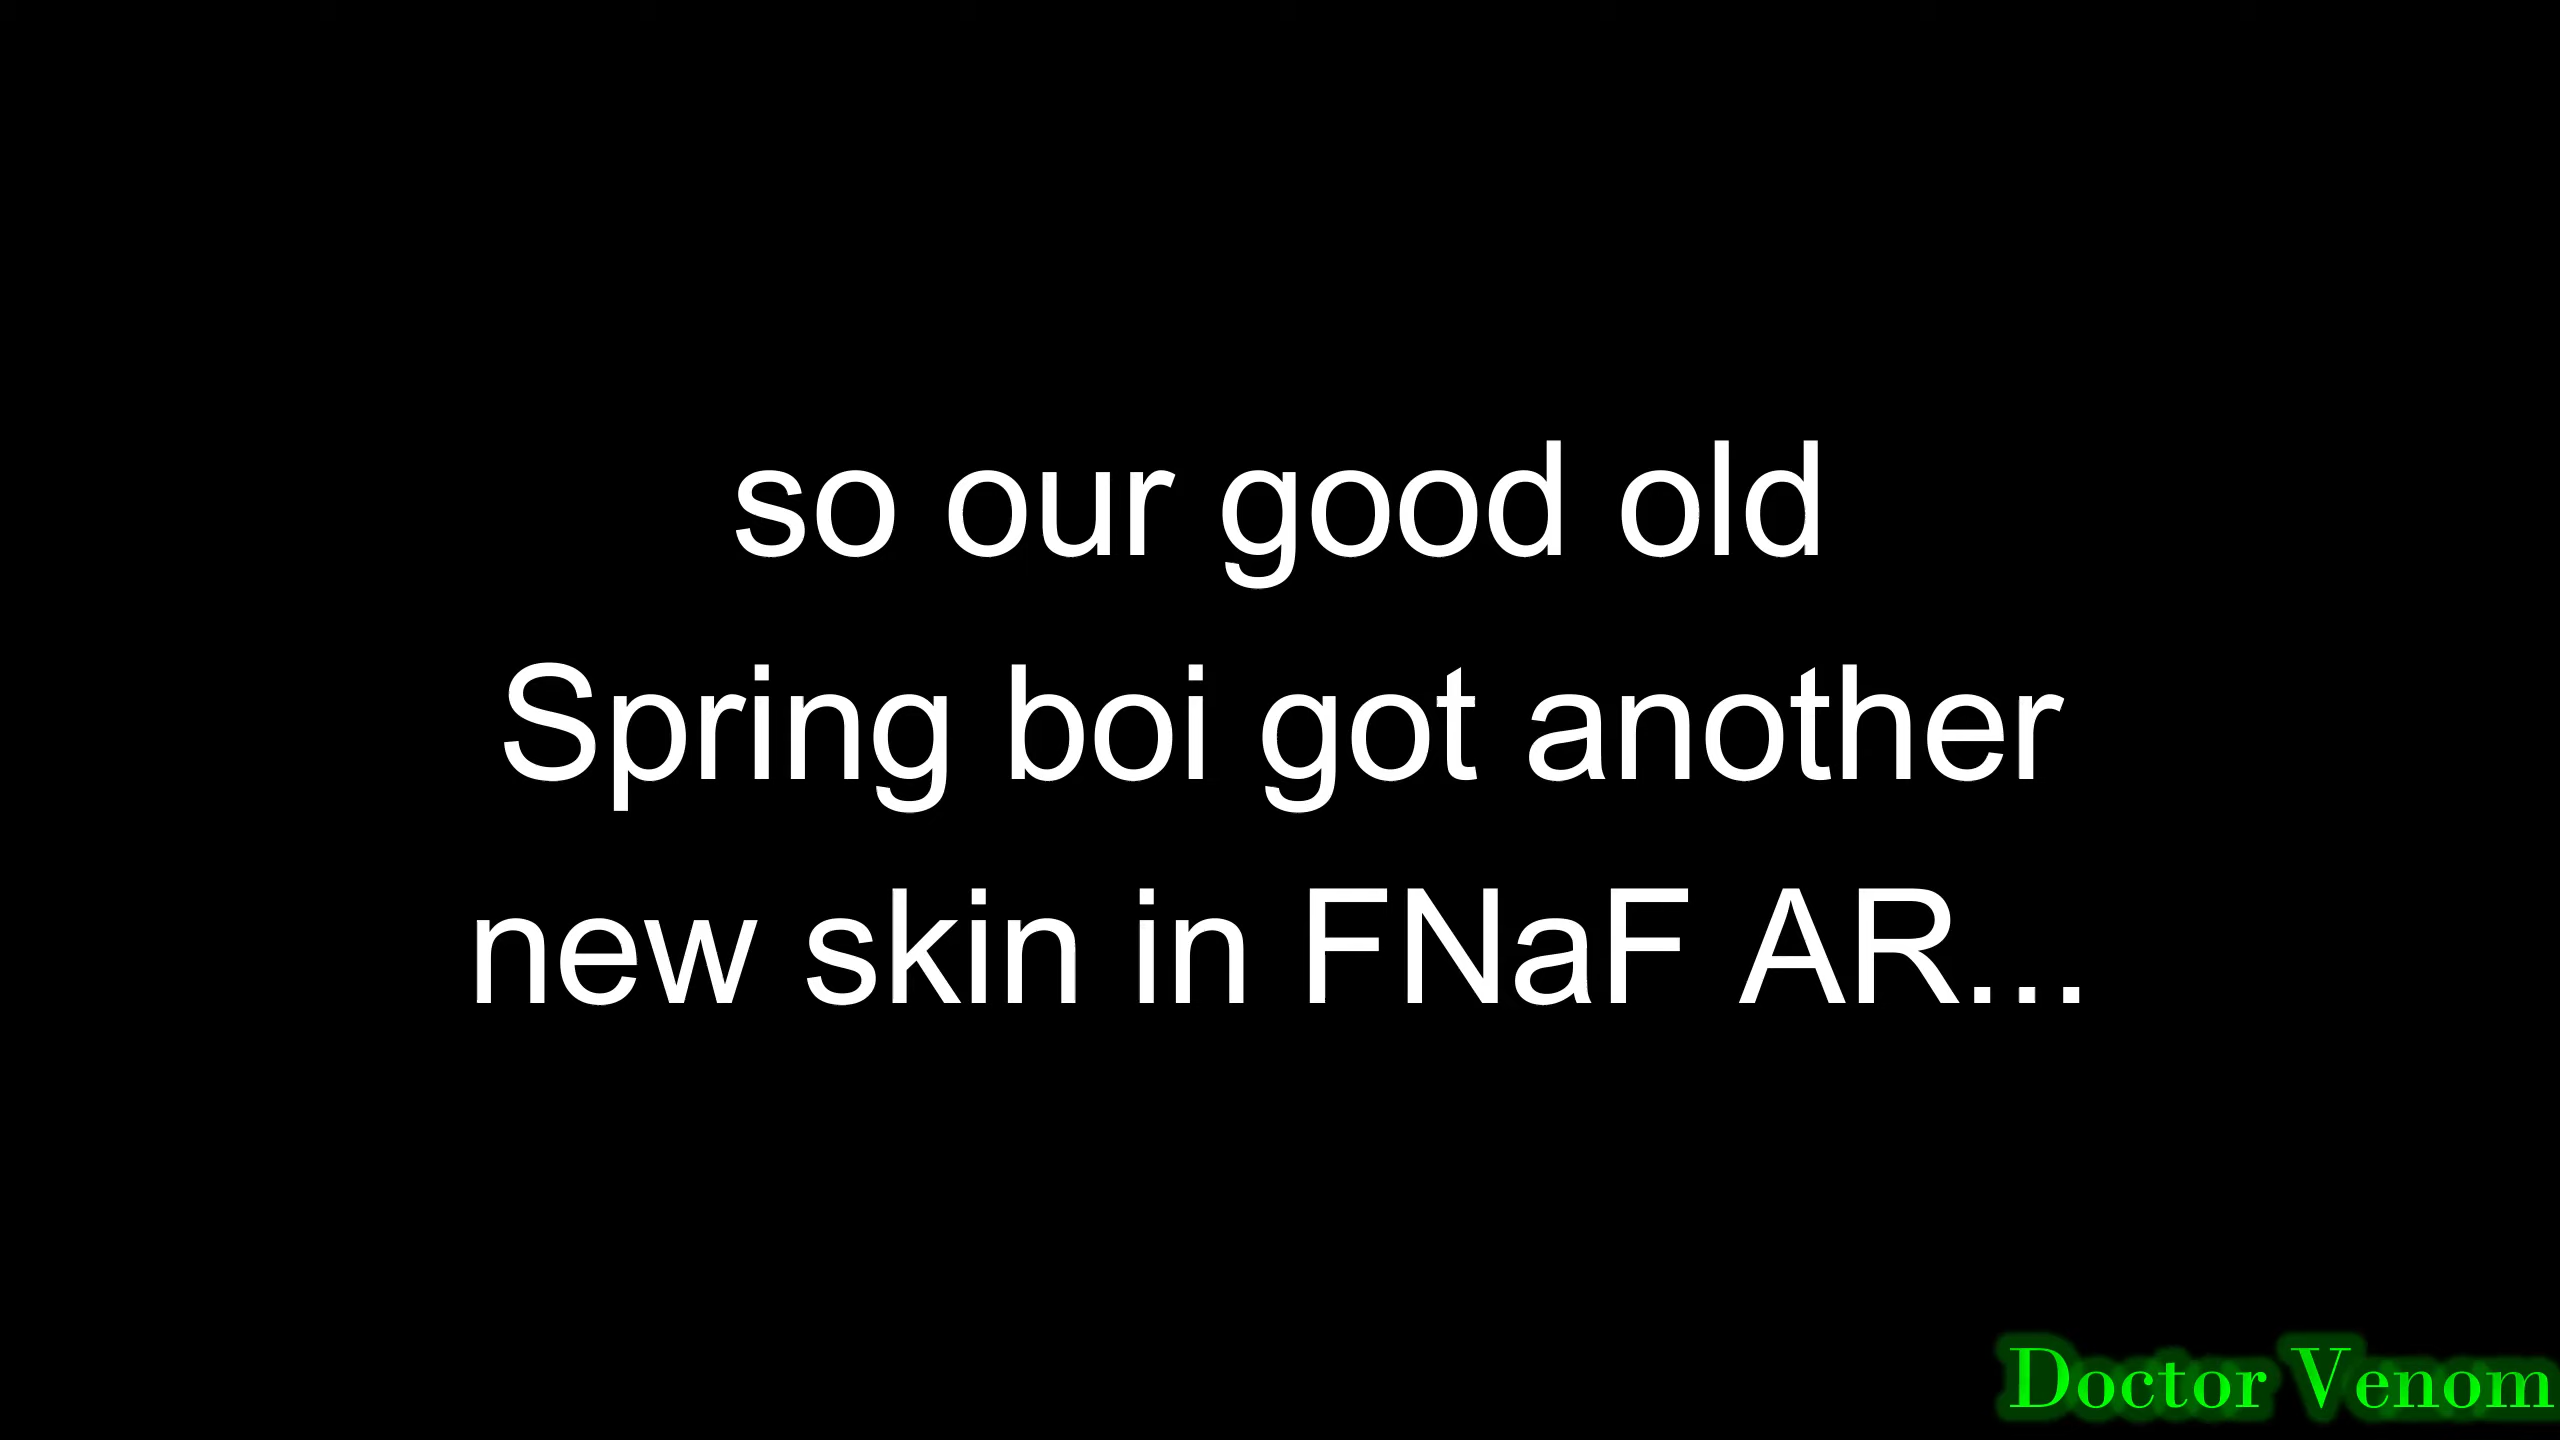 so our good old
Spring boi got another
new skin in FNaF AR...
Doctor Venom